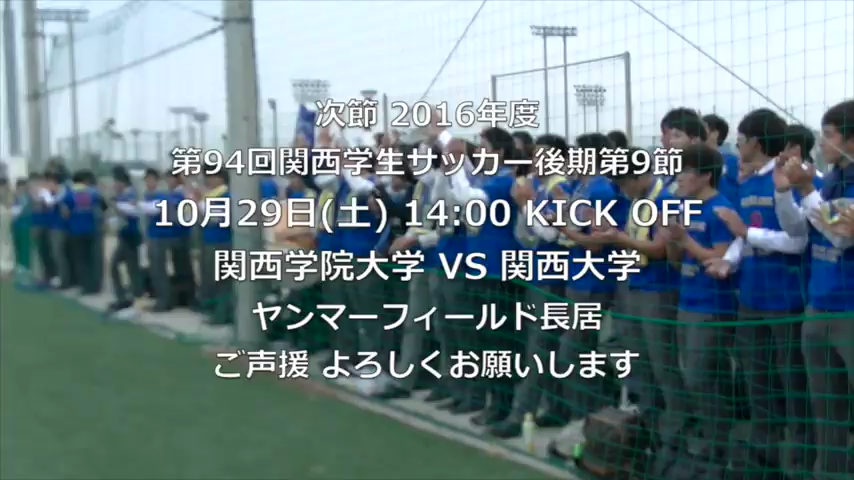 次節 2016年度
第94回関西学生サッカー後期第9節
10月29日(土) 14:00 KICK OFF
関西学院大学 VS 関西大学
ヤンマーフィールド長居
ご声援 よろしくお願いします